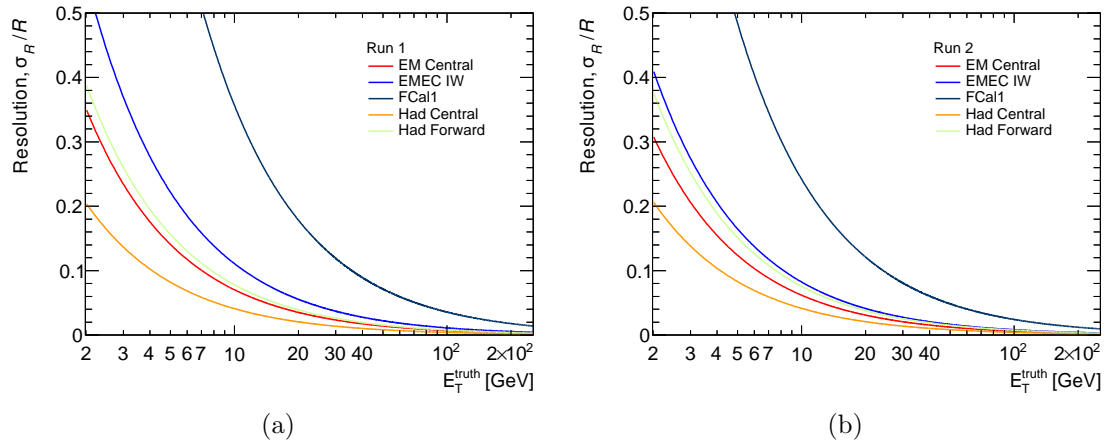 Resolution, σ_R/R
0.5
0.4
0.3
0.2
0.1
0
Run 1
EM Central
EMEC IW
FCal1
Had Central
Had Forward
2 3 4 5 6 7 10 20 30 40 10² 2×10²
E_T^truth [GeV]
(a)
Resolution, σ_R/R
0.5
0.4
0.3
0.2
0.1
0
Run 2
EM Central
EMEC IW
FCal1
Had Central
Had Forward
2 3 4 5 6 7 10 20 30 40 10² 2×10²
E_T^truth [GeV]
(b)